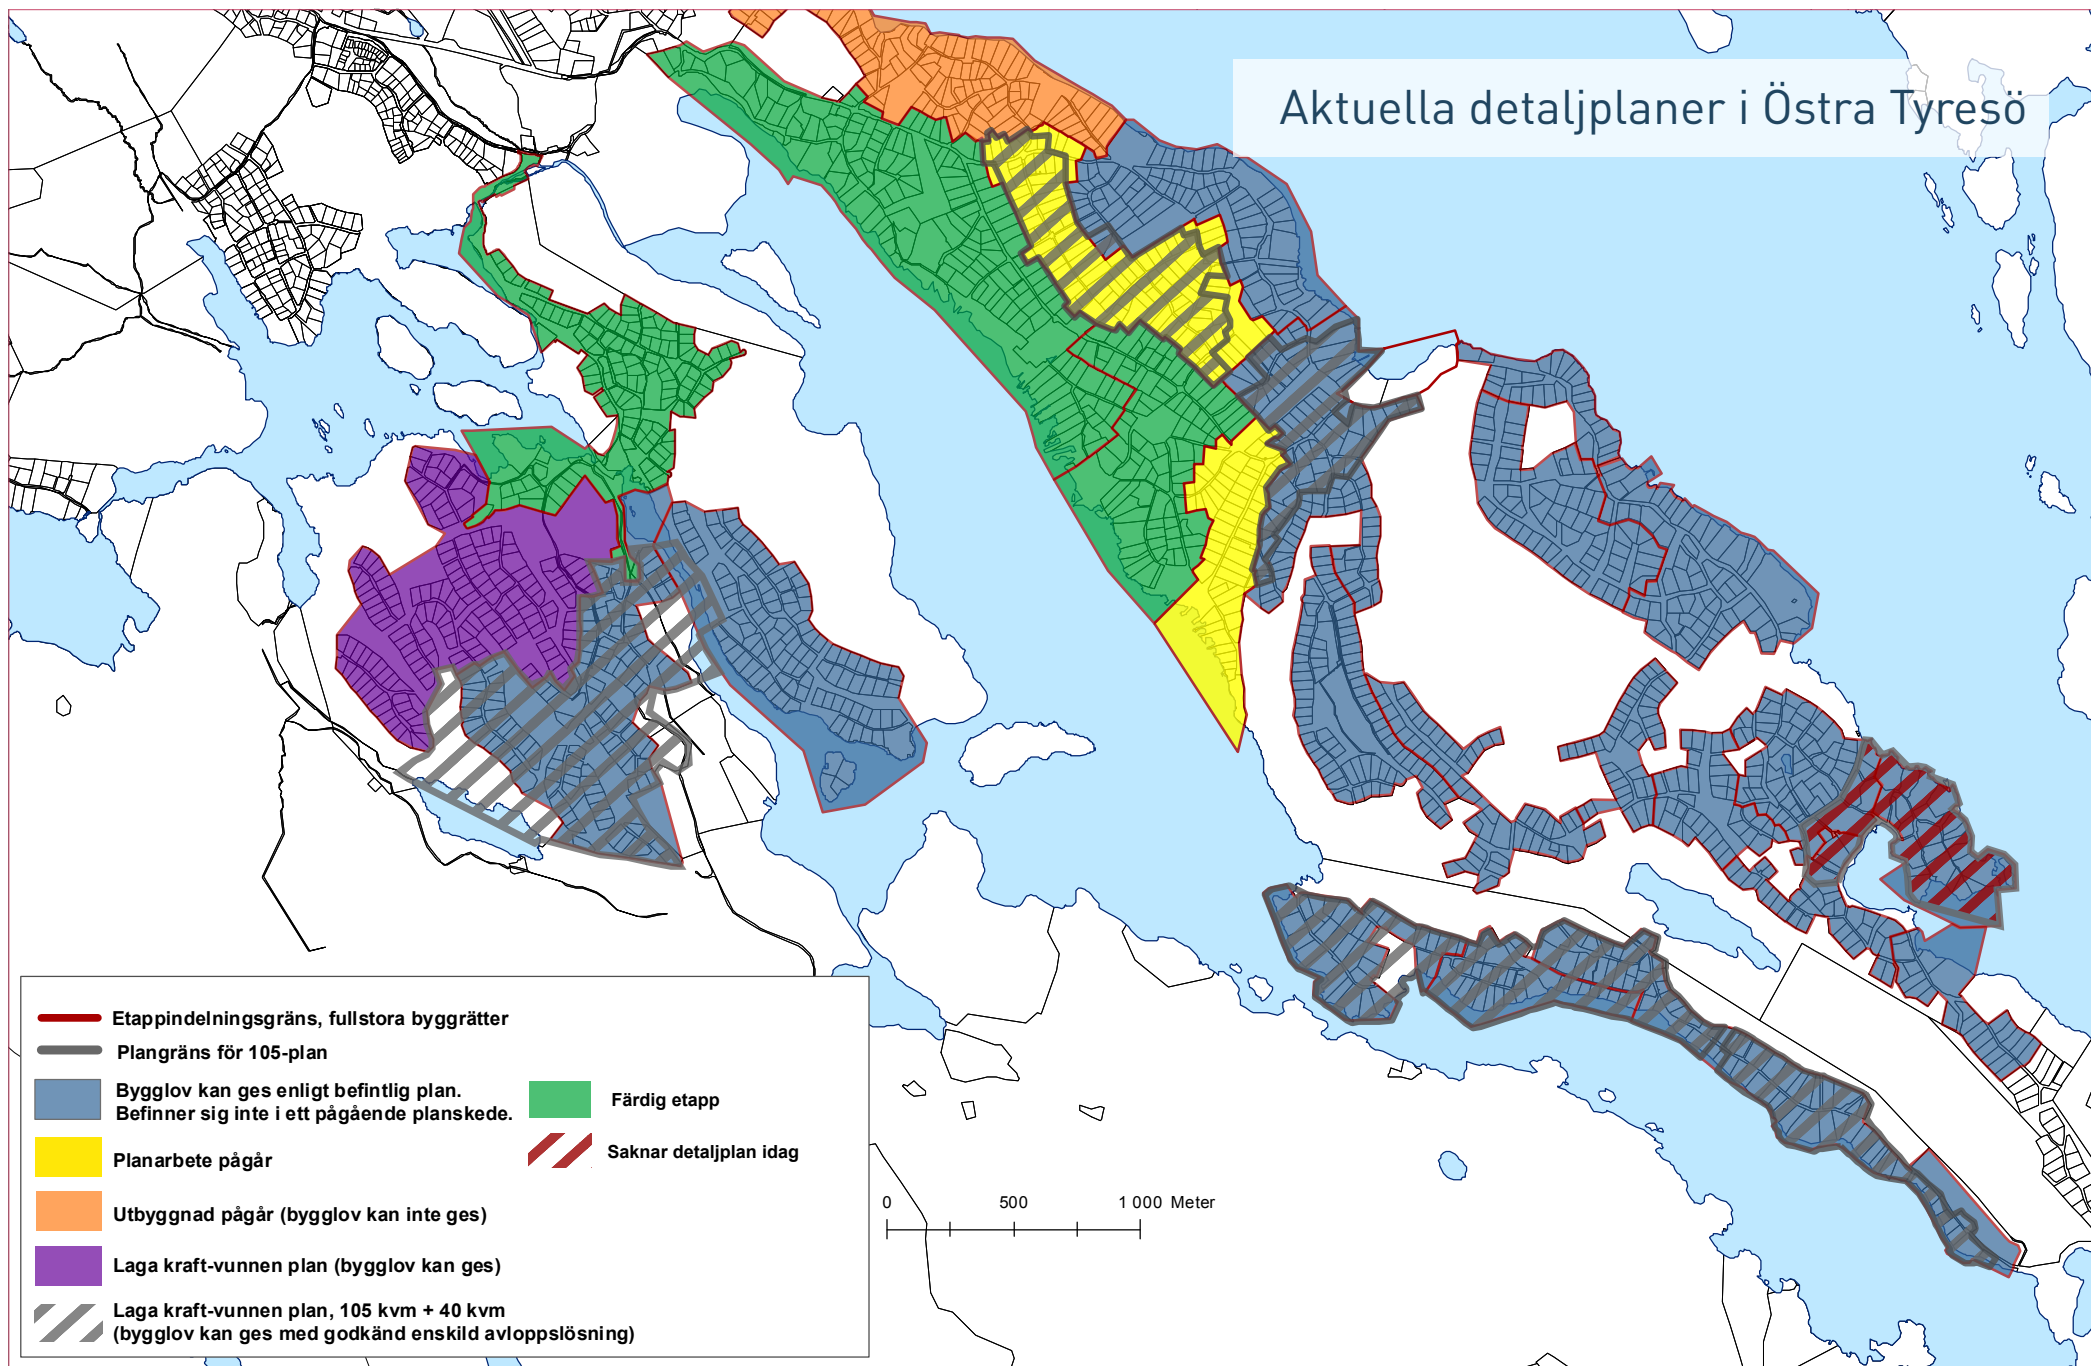 Aktuella detaljplaner i Östra Tyresö
Etappindelningsgräns, fullstora byggrätter
Plangräns för 105-plan
Bygglov kan ges enligt befintlig plan.
Befinner sig inte i ett pågående planskede.
Planarbete pågår
Utbyggnad pågår (bygglov kan inte ges)
Laga kraft-vunnen plan (bygglov kan ges)
Laga kraft-vunnen plan, 105 kvm + 40 kvm
(bygglov kan ges med godkänd enskild avloppslösning)
Färdig etapp
Saknar detaljplan idag
0 500 1 000 Meter